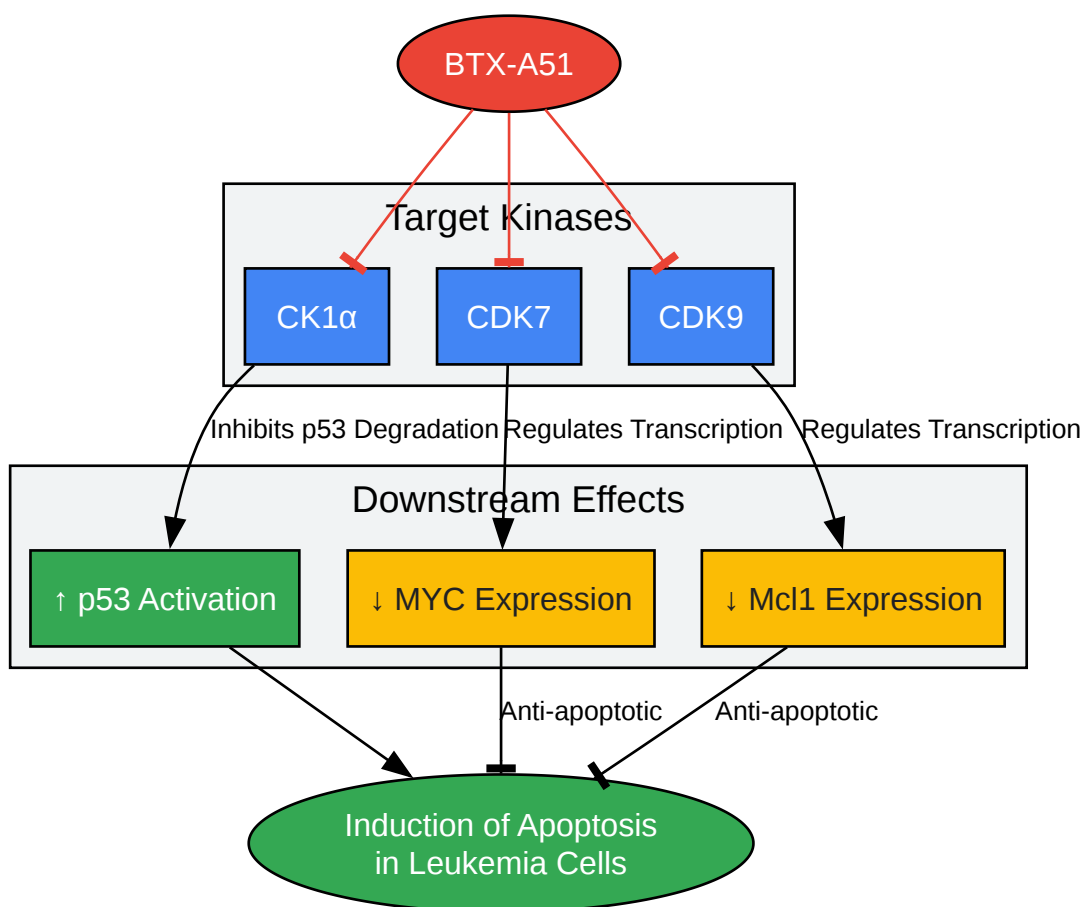 BTX-A51
Target Kinases
CK1α
CDK7
CDK9
Inhibits p53 Degradation
Regulates Transcription
Regulates Transcription
Downstream Effects
↑ p53 Activation
↓ MYC Expression
↓ Mcl1 Expression
Anti-apoptotic
Anti-apoptotic
Induction of Apoptosis
in Leukemia Cells